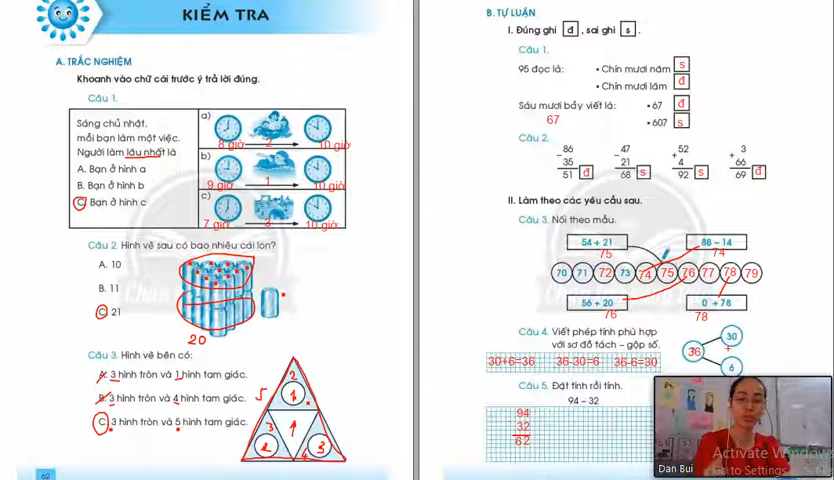 KIỂM TRA
A. TRẮC NGHIỆM
Khoanh vào chữ cái trước ý trả lời đúng.
Câu 1.
Sáng chủ nhật,
mỗi bạn làm một việc.
Người làm lâu nhất là
A. Bạn ở hình a
B. Bạn ở hình b
C. Bạn ở hình c
a)
8 giờ 2 10 giờ
b)
9 giờ 1 10 giờ
c)
7 giờ 3 10 giờ
Câu 2. Hình vẽ sau có bao nhiêu cái lon?
A. 10
B. 11
C. 21
20
Câu 3. Hình vẽ bên có:
A. 3 hình tròn và 1 hình tam giác.
B. 3 hình tròn và 4 hình tam giác.
C. 3 hình tròn và 5 hình tam giác.
5
2
1
3 1
2 4 3
62
B. TỰ LUẬN
I. Đúng ghi đ , sai ghi s .
Câu 1.
95 đọc là: • Chín mươi năm s
• Chín mươi lăm đ
Sáu mươi bảy viết là: • 67 đ
67 • 607 s
Câu 2.
86 47 52 3
- 35 - 21 + 4 + 66
51 đ 68 s 92 s 69 đ
II. Làm theo các yêu cầu sau.
Câu 3. Nối theo mẫu.
54 + 21 88 – 14
75 74
70 71 72 73 74 75 76 77 78 79
56 + 20 0 + 78
76 78
Câu 4. Viết phép tính phù hợp
với sơ đồ tách – gộp số.
30
36 +
6
30+6=36 36-30=6 36-6=30
Câu 5. Đặt tính rồi tính.
94 – 32
94
32
62
Dan Bui
Activate Windows
Go to Settings